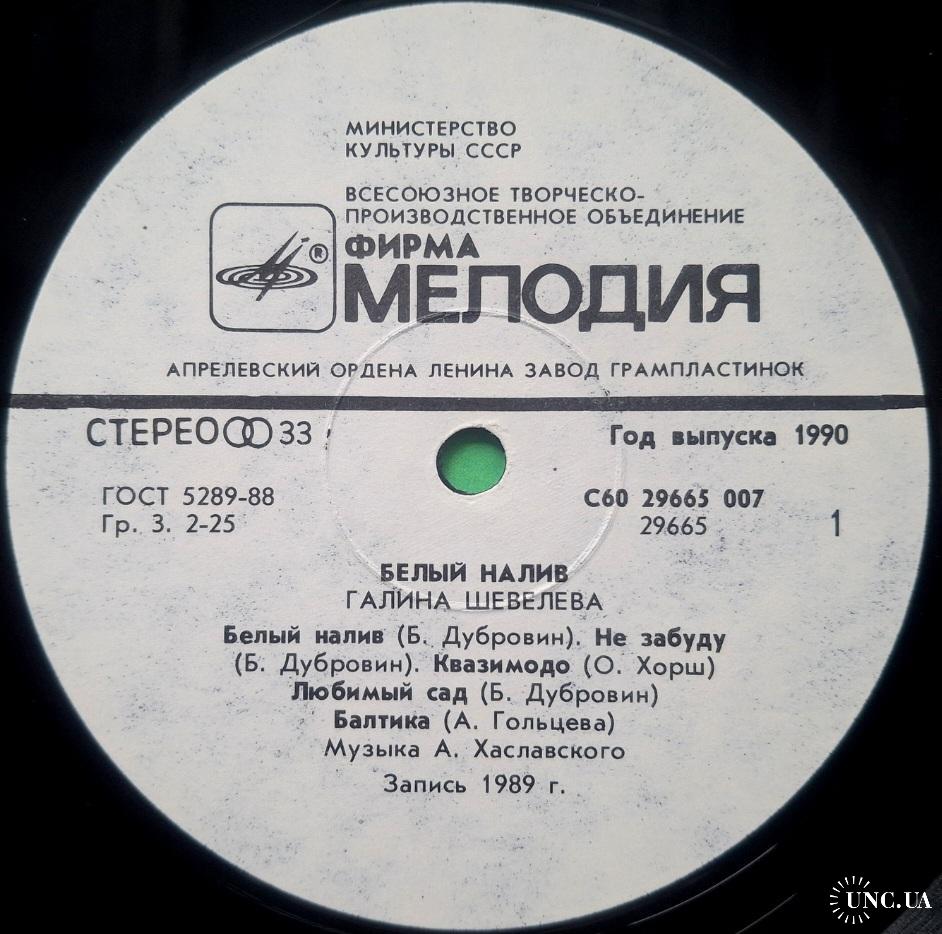 МИНИСТЕРСТВО
КУЛЬТУРЫ СССР
ВСЕСОЮЗНОЕ ТВОРЧЕСКО-
ПРОИЗВОДСТВЕННОЕ ОБЪЕДИНЕНИЕ
®
ФИРМА
МЕЛОДИЯ
АПРЕЛЕВСКИЙ ОРДЕНА ЛЕНИНА ЗАВОД ГРАМПЛАСТИНОК
СТЕРЕО 33
Год выпуска 1990
ГОСТ 5289-88
Гр. 3. 2-25
С60 29665 007
29665
1
БЕЛЫЙ НАЛИВ
ГАЛИНА ШЕВЕЛЕВА
Белый налив (Б. Дубровин). Не забуду
(Б. Дубровин). Квазимодо (О. Хорш)
Любимый сад (Б. Дубровин)
Балтика (А. Гольцева)
Музыка А. Хаславского
Запись 1989 г.
UNC.UA